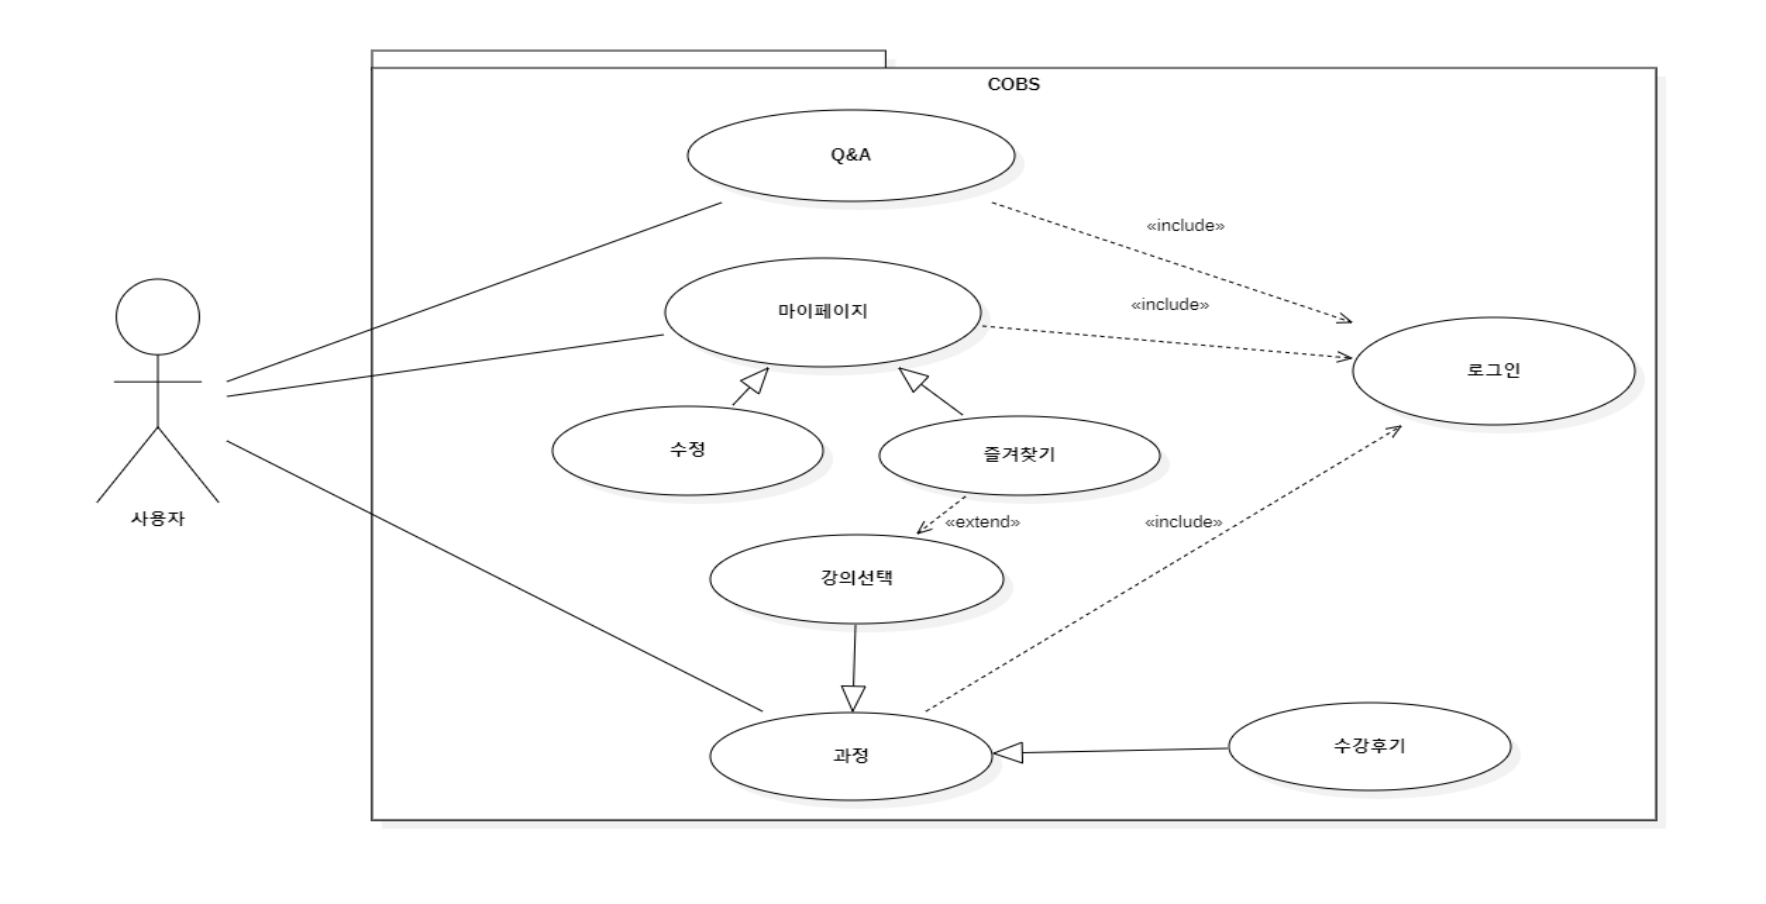 COBS
Q&A
«include»
마이페이지
«include»
로그인
수정
즐겨찾기
사용자
«extend»
«include»
강의선택
과정
수강후기